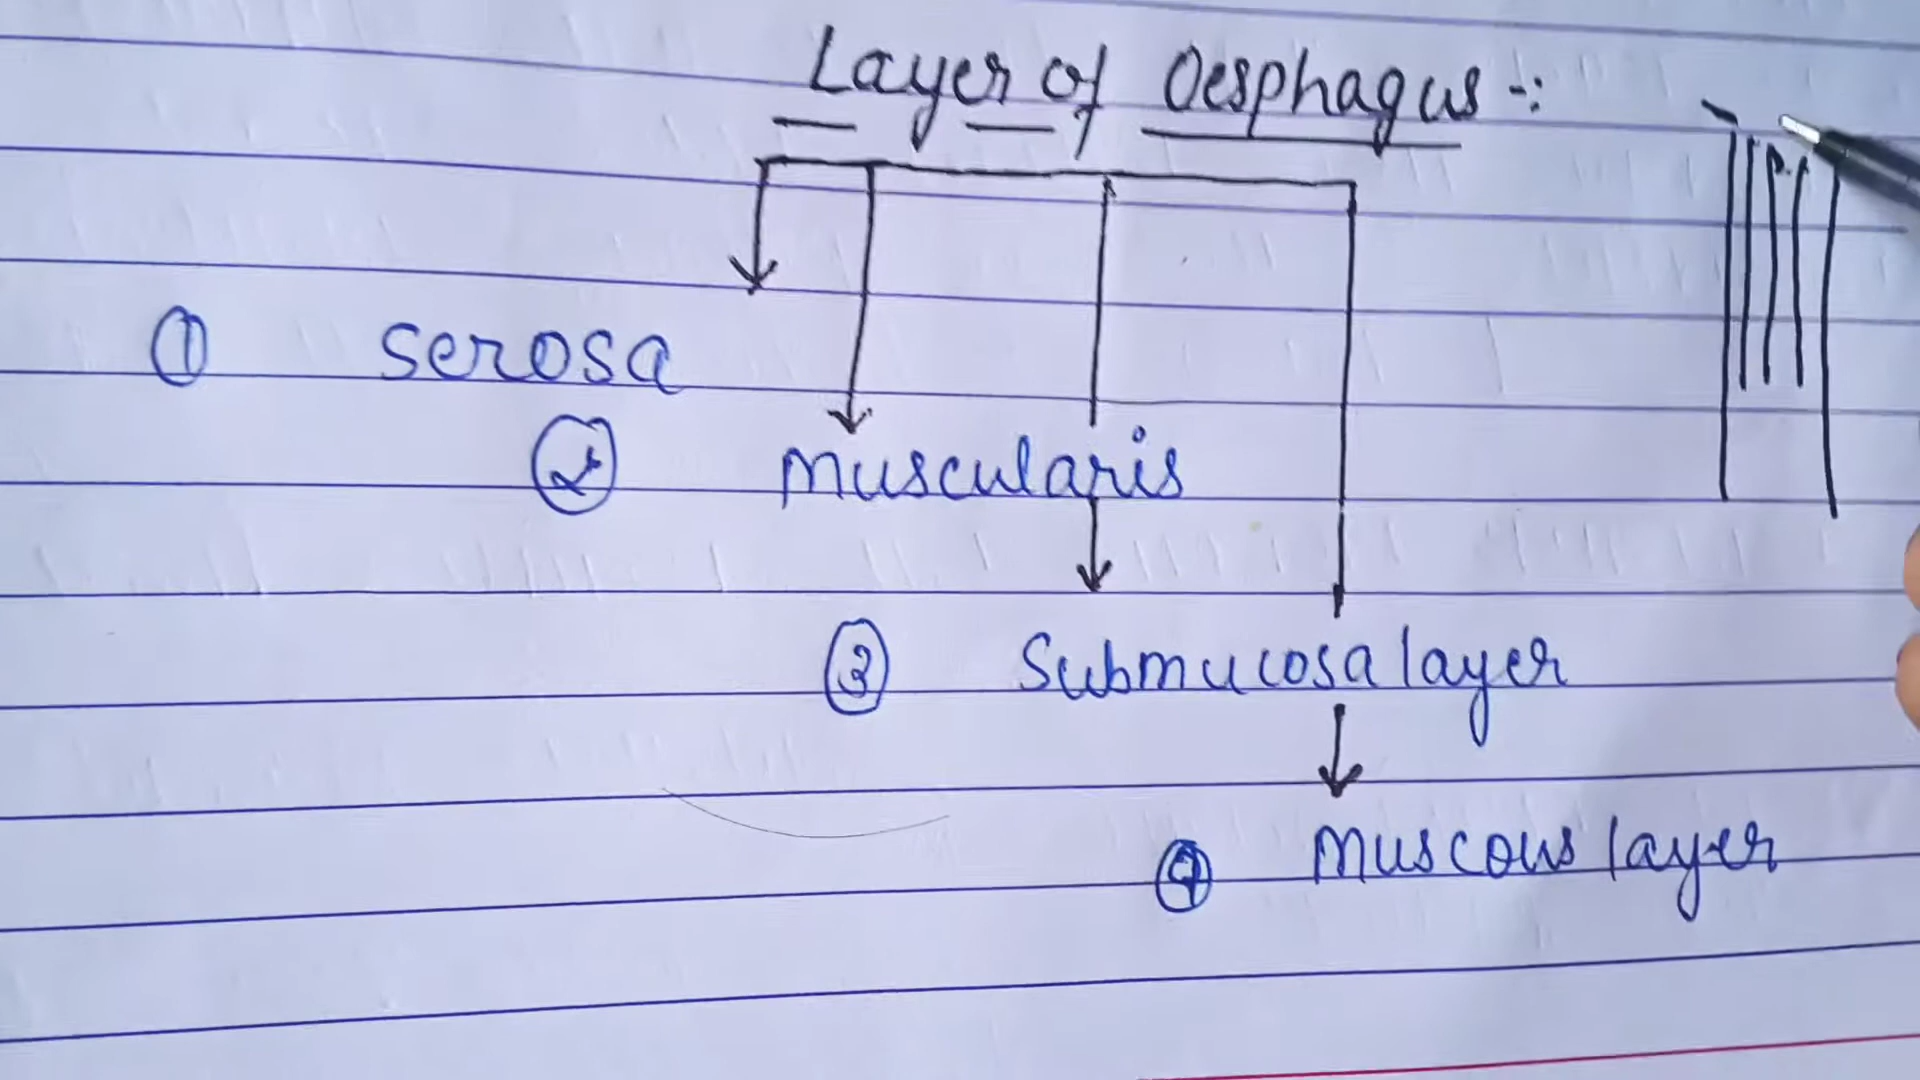 Layer of Oesphagus -:
① serosa
② muscularis
③ Submucosa layer
④ Muscous layer